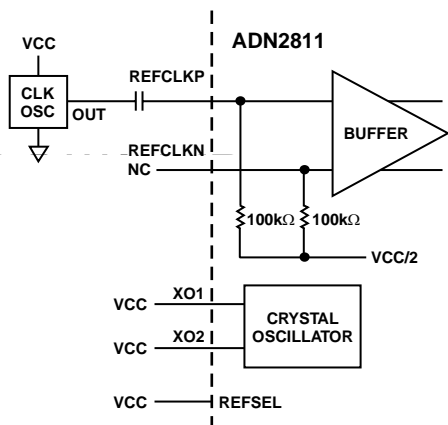 ADN2811
VCC
REFCLKP
CLK
OSC
OUT
BUFFER
REFCLKN
NC
100kΩ
100kΩ
VCC/2
VCC
XO1
CRYSTAL
OSCILLATOR
VCC
XO2
VCC
REFSEL